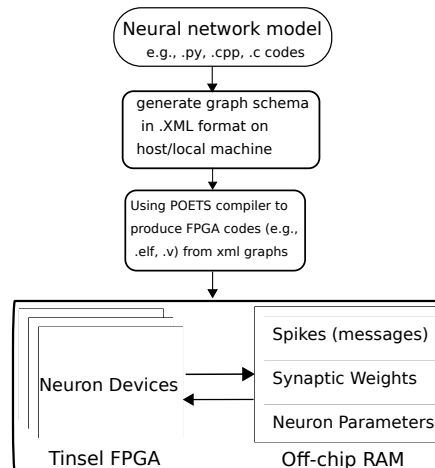 Neural network model
e.g., .py, .cpp, .c codes
generate graph schema
in .XML format on
host/local machine
Using POETS compiler to
produce FPGA codes (e.g.,
.elf, .v) from xml graphs
Neuron Devices
Tinsel FPGA
Spikes (messages)
Synaptic Weights
Neuron Parameters
Off-chip RAM